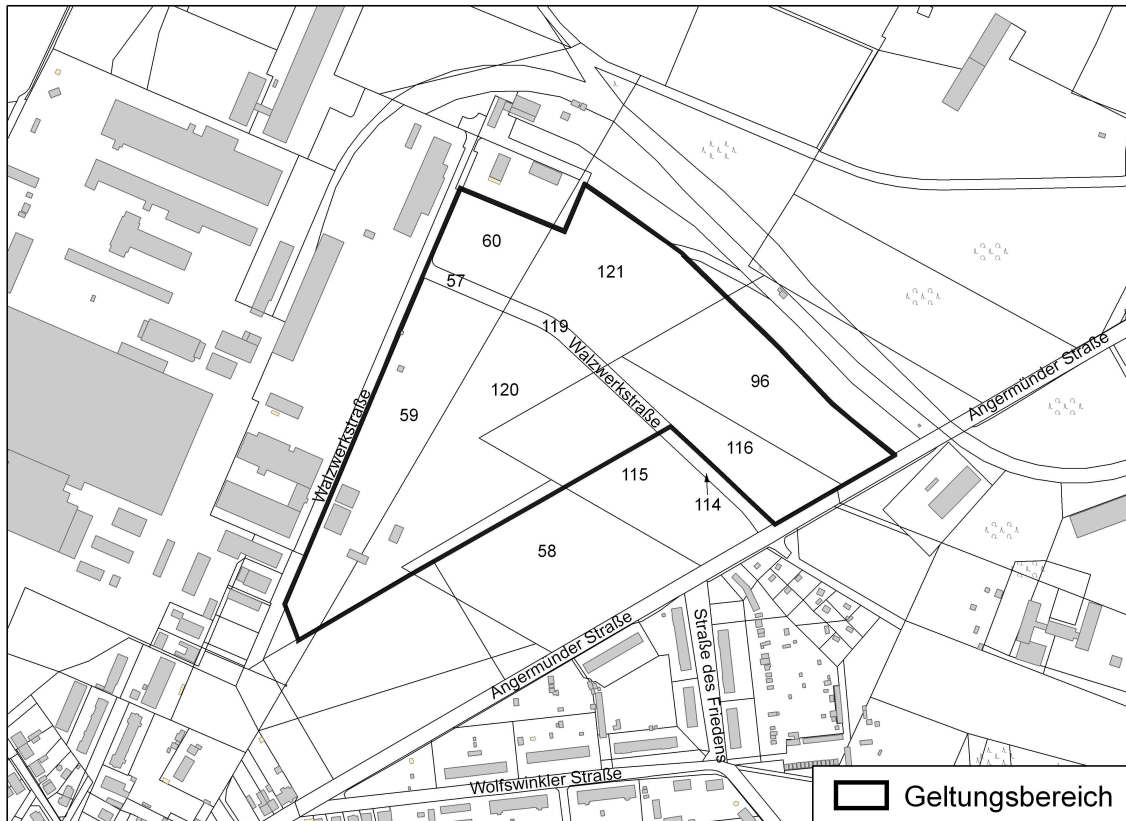 60
121
57
119
Walzwerkstraße
Angermünder Straße
96
120
59
Walzwerkstraße
116
115
114
58
Angermünder Straße
Straße des Friedens
Wolfswinkler Straße
Geltungsbereich